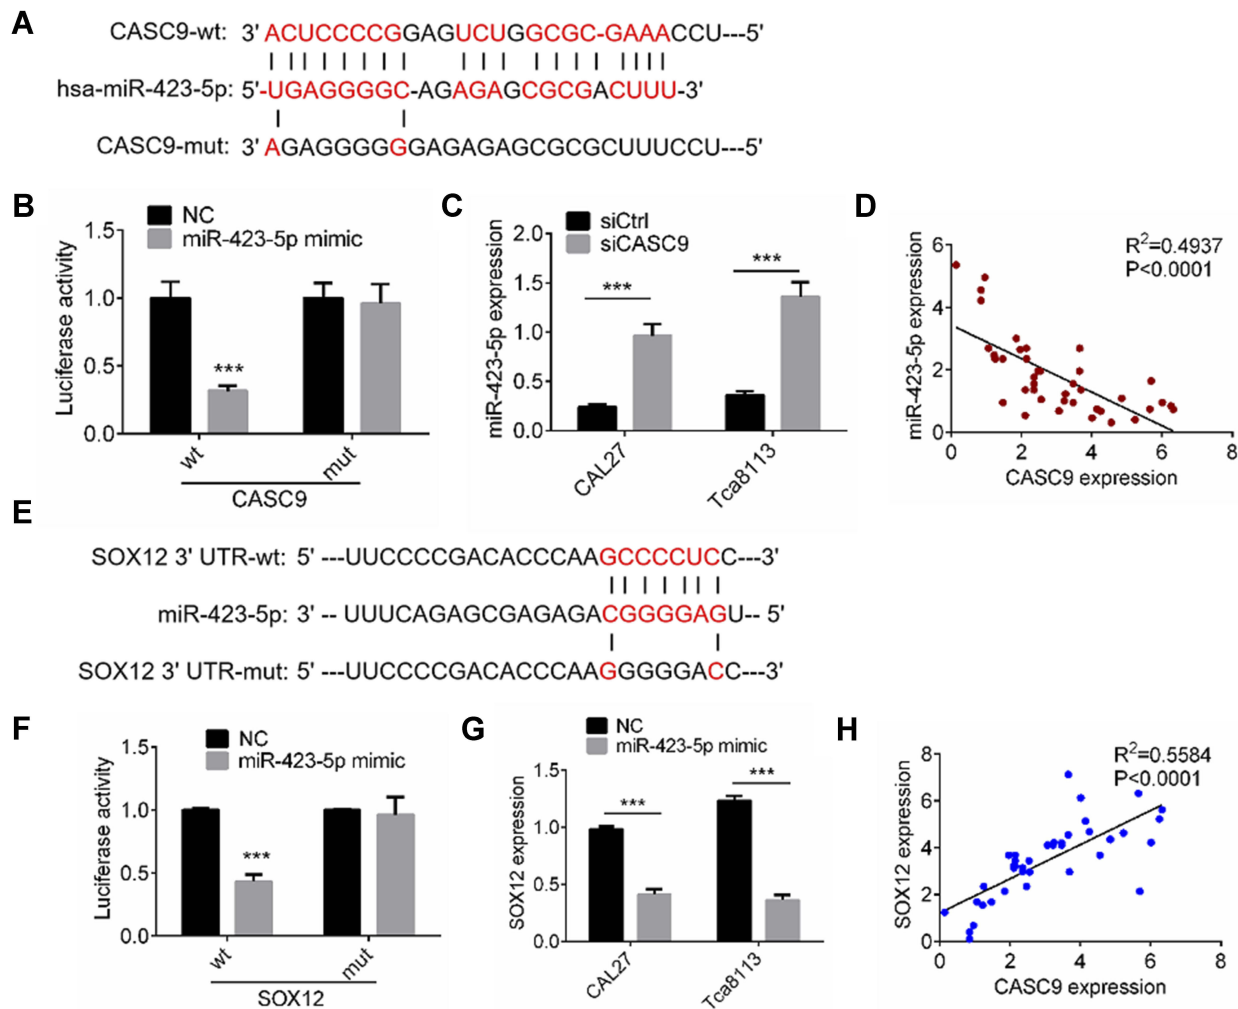 A
CASC9-wt: 3' ACUCCCCGGAGUCUGGCGC-GAAACCU---5'
hsa-miR-423-5p: 5'-UGAGGGGC-AGAGAGCGCGACUUU-3'
CASC9-mut: 3' AGAGGGGGGAGAGAGCGCGCUUUCCU---5'
B
NC
miR-423-5p mimic
Luciferase activity
1.5
1.0
0.5
0.0
***
wt
mut
CASC9
C
siCtrl
siCASC9
miR-423-5p expression
2.0
1.5
1.0
0.5
0.0
***
***
CAL27
Tca8113
D
R²=0.4937
P<0.0001
miR-423-5p expression
6
4
2
0
0 2 4 6 8
CASC9 expression
E
SOX12 3' UTR-wt: 5' ---UUCCCCGACACCCAAGCCCCUCC---3'
miR-423-5p: 3' -- UUUCAGAGCGAGAGACGGGGAGU-- 5'
SOX12 3' UTR-mut: 5' ---UUCCCCGACACCCAAGGGGGACC---3'
F
NC
miR-423-5p mimic
Luciferase activity
1.5
1.0
0.5
0.0
***
wt
mut
SOX12
G
NC
miR-423-5p mimic
SOX12 expression
1.5
1.0
0.5
0.0
***
***
CAL27
Tca8113
H
R²=0.5584
P<0.0001
SOX12 expression
8
6
4
2
0
0 2 4 6 8
CASC9 expression